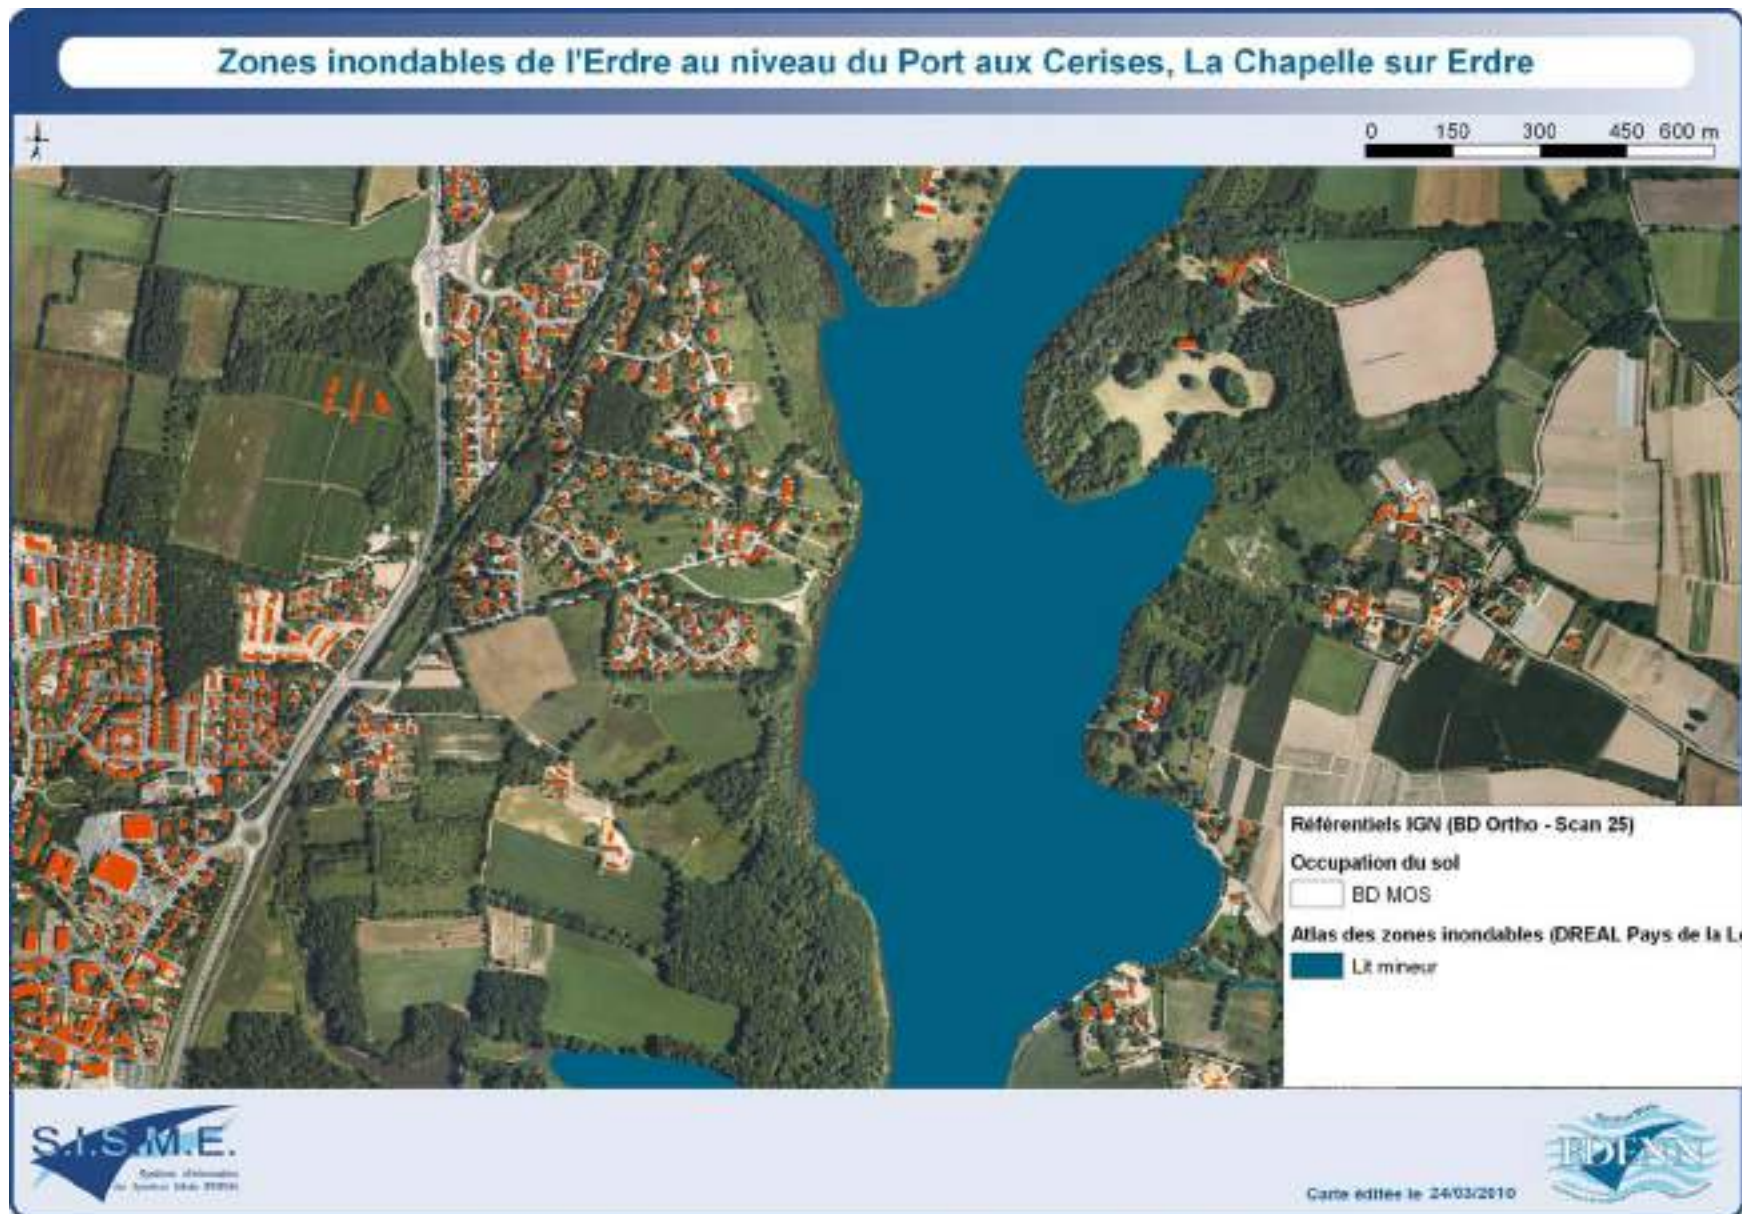 Zones inondables de l'Erdre au niveau du Port aux Cerises, La Chapelle sur Erdre
0 150 300 450 600 m
Référentiels IGN (BD Ortho - Scan 25)
Occupation du sol
BD MOS
Atlas des zones inondables (DREAL Pays de la L
Lit mineur
S.I.S.M.E.
EDENN
Carte éditée le 24/03/2010